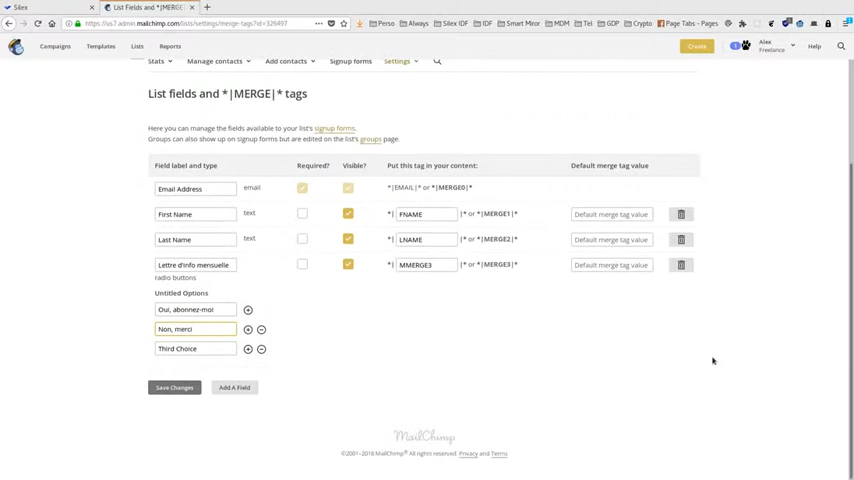 Silex
List Fields and *|MERGE|*
https://us7.admin.mailchimp.com/lists/settings/merge-tags?id=326497
Perso
Always
Silex IDF
IDF
Smart Miror
MDM
Tel
GDG
Crypto
Page Tabs - Pages
Campaigns
Templates
Lists
Reports
Create
1
Alex
Freelance
Help
Stats
Manage contacts
Add contacts
Signup forms
Settings
List fields and *|MERGE|* tags
Here you can manage the fields available to your list's signup forms.
Groups can also show up on signup forms but are edited on the list's groups page.
Field label and type
Required?
Visible?
Put this tag in your content:
Default merge tag value
Email Address
email
*|EMAIL|* or *|MERGE0|*
First Name
text
*| FNAME |* or *|MERGE1|*
Default merge tag value
Last Name
text
*| LNAME |* or *|MERGE2|*
Default merge tag value
Lettre d'info mensuelle
*| MMERGE3 |* or *|MERGE3|*
Default merge tag value
radio buttons
Untitled Options
Oui, abonnez-moi!
Non, merci
Third Choice
Save Changes
Add A Field
MailChimp
©2001–2018 MailChimp® All rights reserved. Privacy and Terms